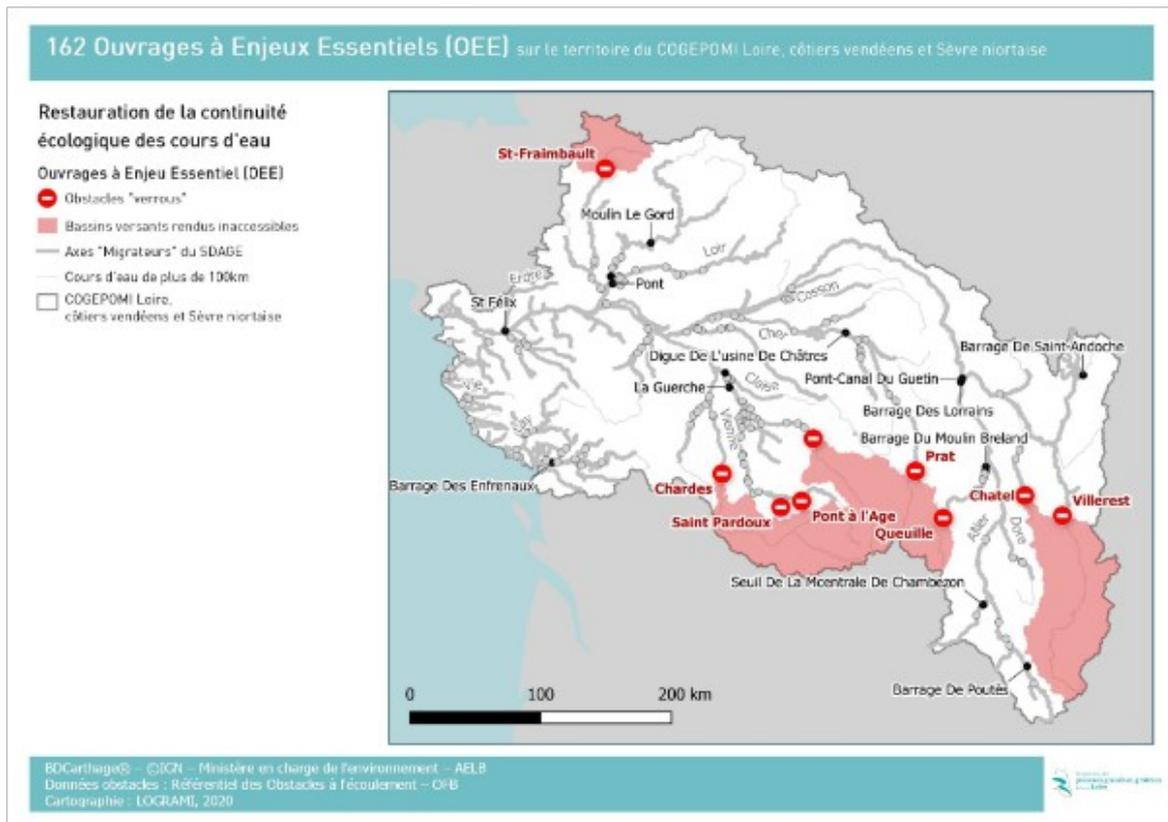 162 Ouvrages à Enjeux Essentiels (OEE) sur le territoire du COGEPOMI Loire, côtiers vendéens et Sèvre niortaise
Restauration de la continuité
écologique des cours d'eau
Ouvrages à Enjeu Essentiel (OEE)
Obstacles "verrous"
Bassins versants rendus inaccessibles
Axes "Migrateurs" du SDAGE
Cours d'eau de plus de 100km
COGEPOMI Loire,
côtiers vendéens et Sèvre niortaise
St-Fraimbault
Moulin Le Gord
Loir
Pont
Erdre
St Félix
Cosson
Cher
Digue De L'usine De Châtres
Barrage De Saint-Andoche
La Guerche
Claise
Pont-Canal Du Guetin
Vie
Barrage Des Lorrains
Lay
Vienne
Barrage Du Moulin Breland
Prat
Barrage Des Enfrenaux
Chardes
Chatel
Villerest
Saint Pardoux
Pont à l'Age
Queuille
Allier
Dore
Seuil De La Mcentrale De Chambezon
Barrage De Poutès
0 100 200 km
BDCarthage® – ©IGN – Ministère en charge de l'environnement – AELB
Données obstacles : Référentiel des Obstacles à l'écoulement – OFB
Cartographie : LOGRAMI, 2020